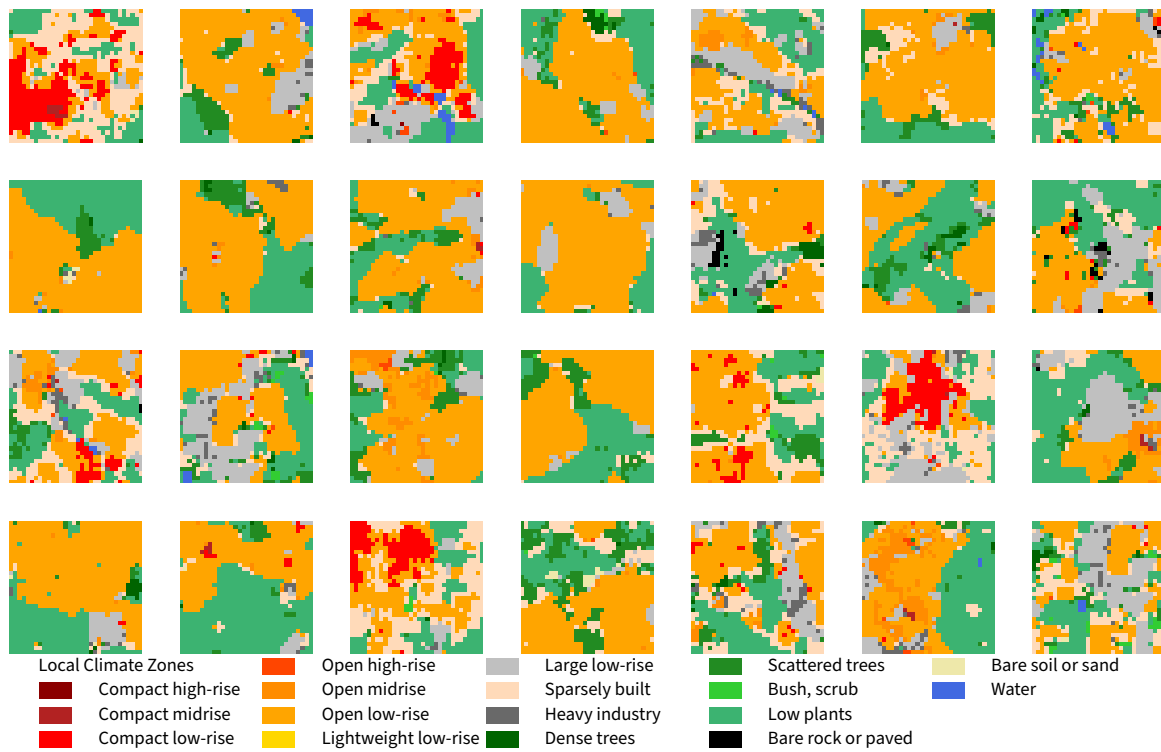 Local Climate Zones
Compact high-rise
Compact midrise
Compact low-rise
Open high-rise
Open midrise
Open low-rise
Lightweight low-rise
Large low-rise
Sparsely built
Heavy industry
Dense trees
Scattered trees
Bush, scrub
Low plants
Bare rock or paved
Bare soil or sand
Water